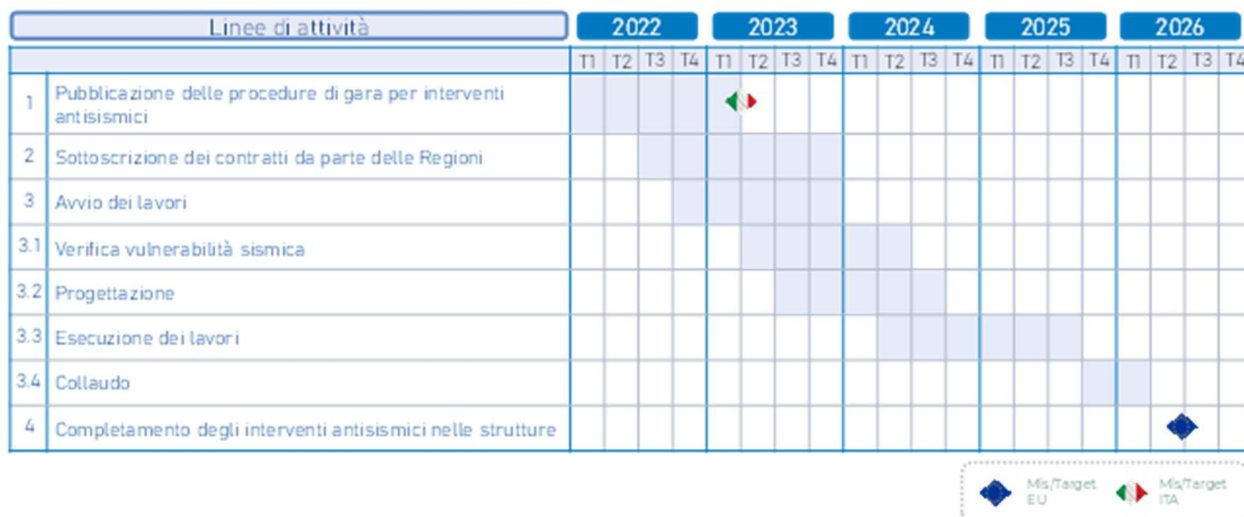 Linee di attività 2022 2023 2024 2025 2026
T1 T2 T3 T4 T1 T2 T3 T4 T1 T2 T3 T4 T1 T2 T3 T4 T1 T2 T3 T4
1 Pubblicazione delle procedure di gara per interventi
antisismici
2 Sottoscrizione dei contratti da parte delle Regioni
3 Avvio dei lavori
3.1 Verifica vulnerabilità sismica
3.2 Progettazione
3.3 Esecuzione dei lavori
3.4 Collaudo
4 Completamento degli interventi antisismici nelle strutture
Mis/Target Mis/Target
EU ITA